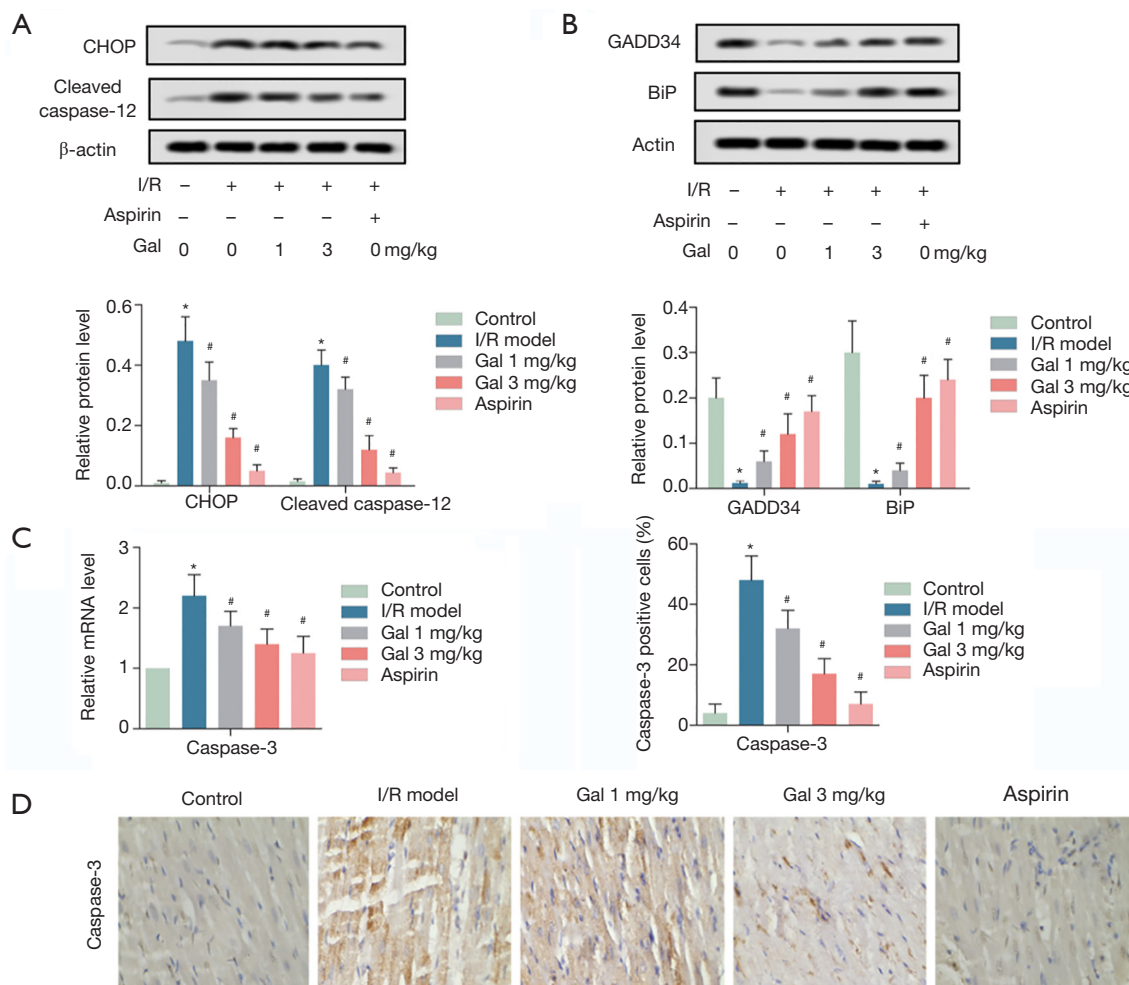 A
CHOP
Cleaved
caspase-12
β-actin
I/R – + + + +
Aspirin – – – – +
Gal 0 0 1 3 0 mg/kg
Relative protein level
0.6
0.4
0.2
0.0
* # # #
* # # #
CHOP Cleaved caspase-12
Control
I/R model
Gal 1 mg/kg
Gal 3 mg/kg
Aspirin
B
GADD34
BiP
Actin
I/R – + + + +
Aspirin – – – – +
Gal 0 0 1 3 0 mg/kg
Relative protein level
0.4
0.3
0.2
0.1
0.0
* # # #
* # # #
GADD34 BiP
Control
I/R model
Gal 1 mg/kg
Gal 3 mg/kg
Aspirin
C
Relative mRNA level
3
2
1
0
* # # #
Caspase-3
Control
I/R model
Gal 1 mg/kg
Gal 3 mg/kg
Aspirin
Caspase-3 positive cells (%)
60
40
20
0
* # # #
Caspase-3
Control
I/R model
Gal 1 mg/kg
Gal 3 mg/kg
Aspirin
D
Control I/R model Gal 1 mg/kg Gal 3 mg/kg Aspirin
Caspase-3